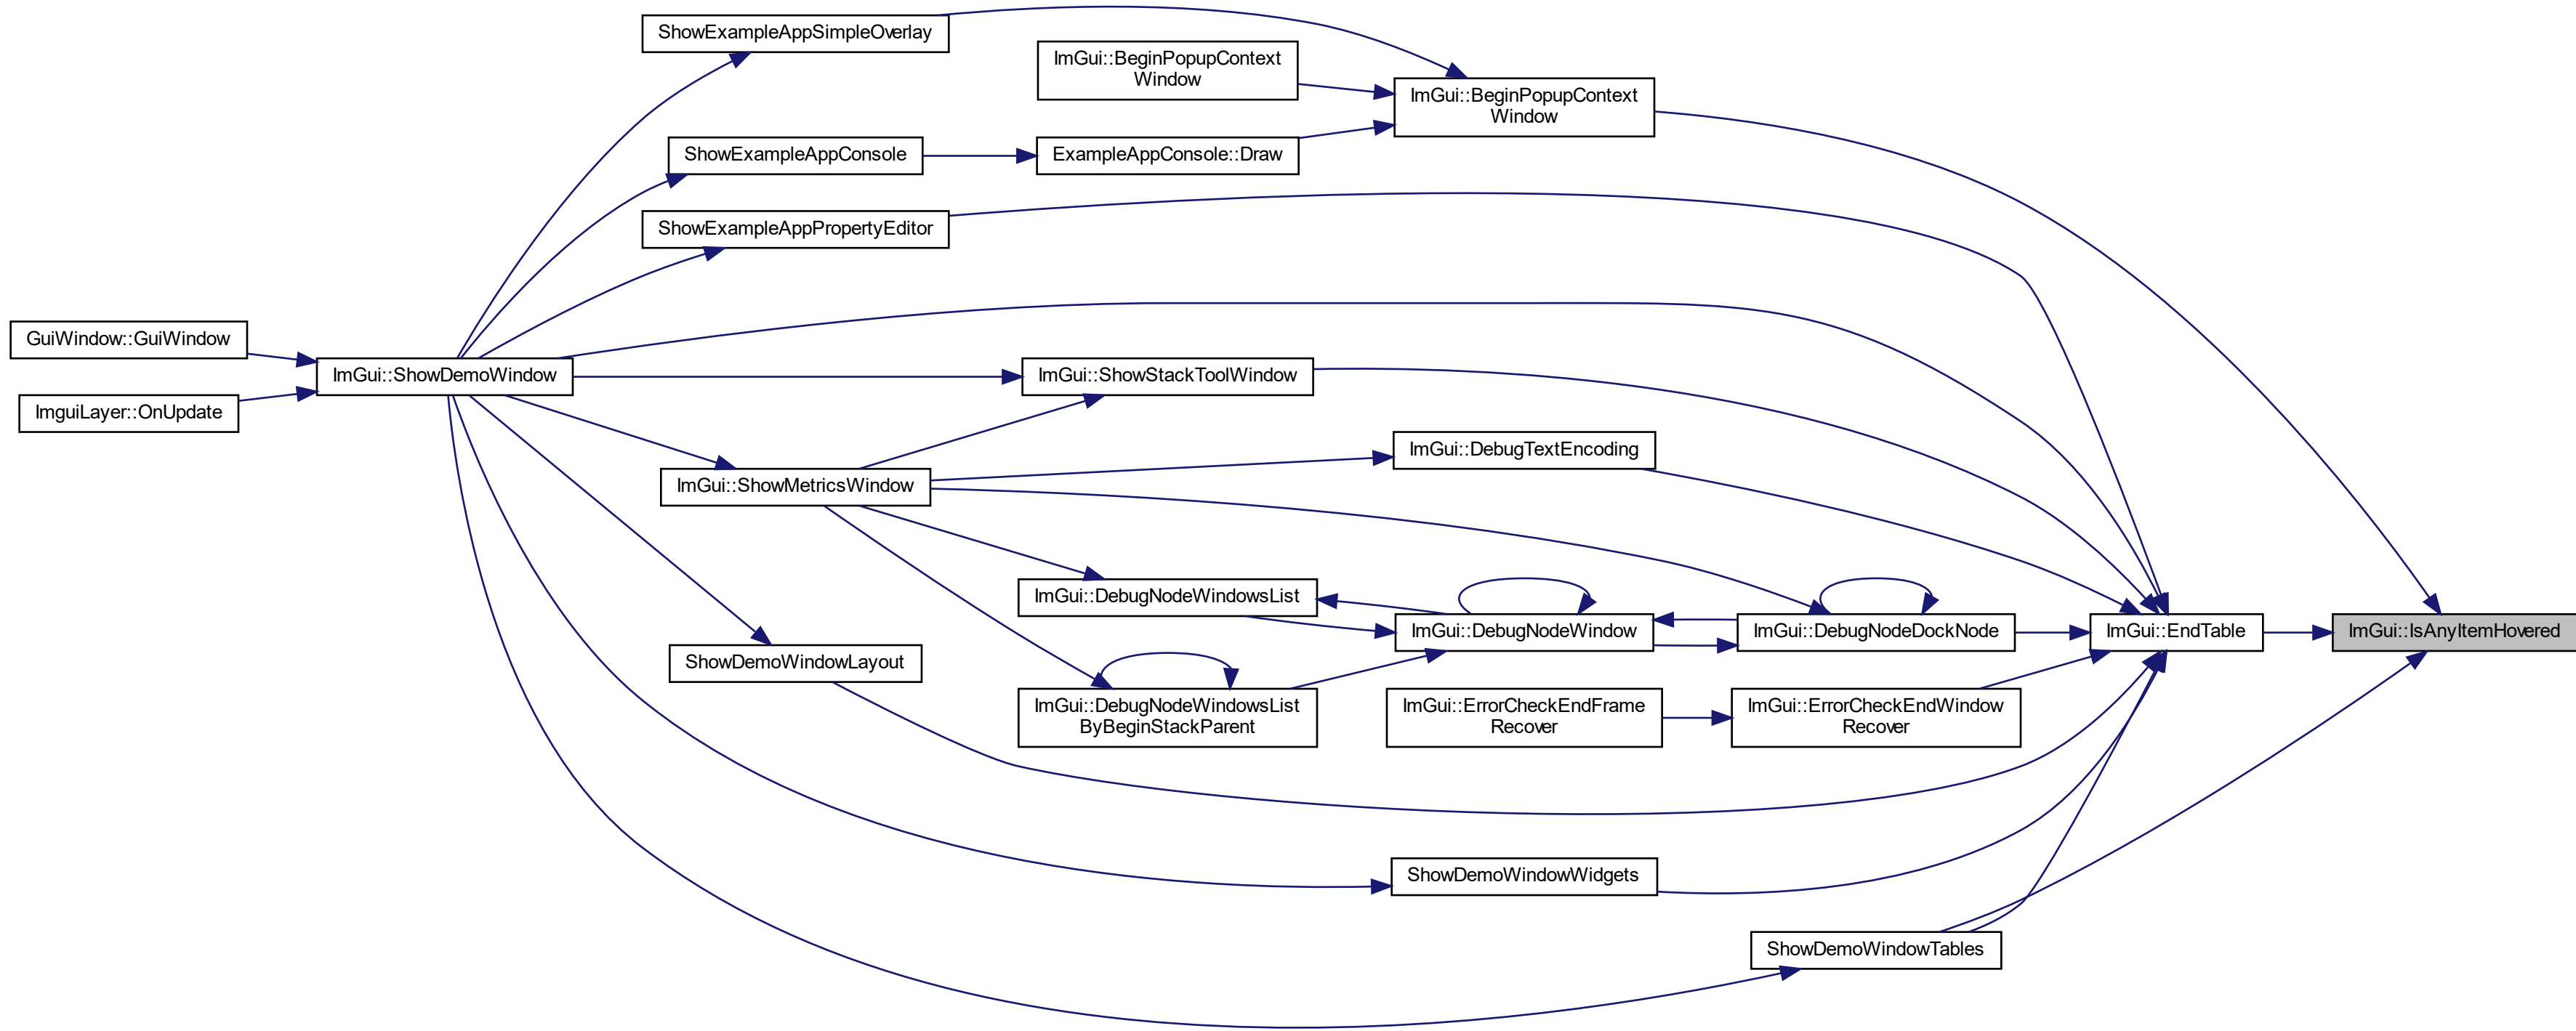 ShowExampleAppSimpleOverlay
ImGui::BeginPopupContext
Window
ImGui::BeginPopupContext
Window
ShowExampleAppConsole
ExampleAppConsole::Draw
ShowExampleAppPropertyEditor
GuiWindow::GuiWindow
ImGui::ShowDemoWindow
ImGui::ShowStackToolWindow
ImguiLayer::OnUpdate
ImGui::DebugTextEncoding
ImGui::ShowMetricsWindow
ImGui::DebugNodeWindowsList
ImGui::DebugNodeWindow
ImGui::DebugNodeDockNode
ImGui::EndTable
ImGui::IsAnyItemHovered
ShowDemoWindowLayout
ImGui::DebugNodeWindowsList
ByBeginStackParent
ImGui::ErrorCheckEndFrame
Recover
ImGui::ErrorCheckEndWindow
Recover
ShowDemoWindowWidgets
ShowDemoWindowTables